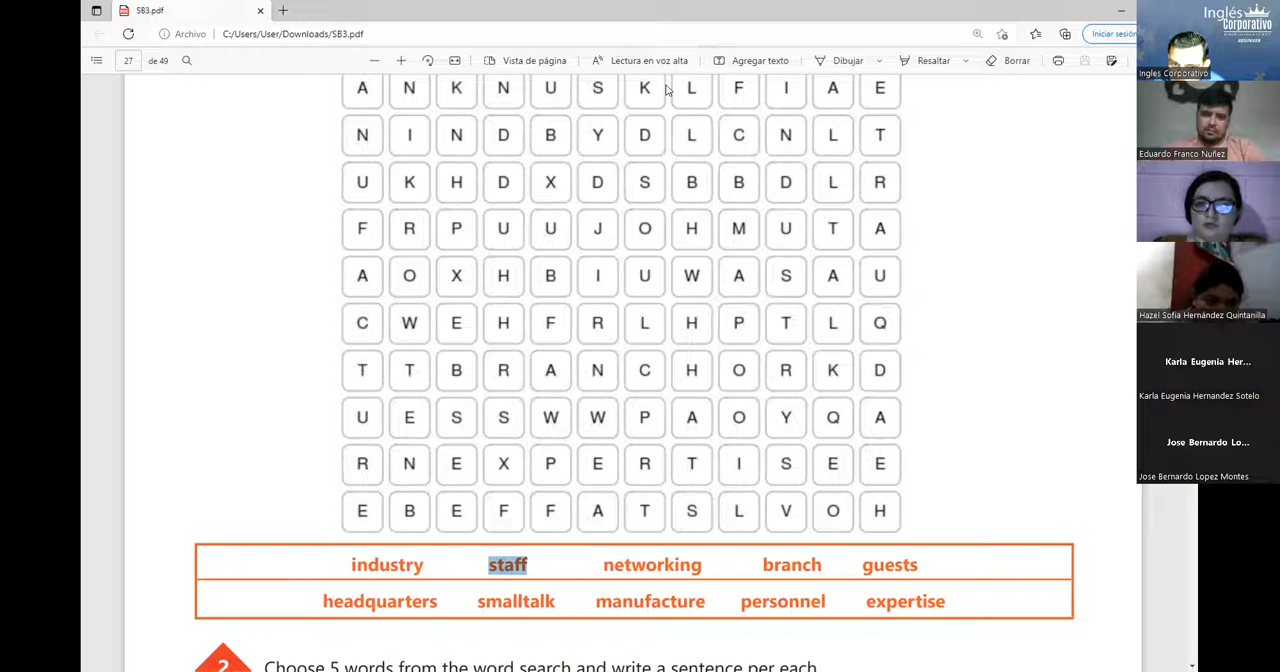 SB3.pdf
Archivo C:/Users/User/Downloads/SB3.pdf Iniciar sesión
27 de 49 Vista de página Lectura en voz alta Agregar texto Dibujar Resaltar Borrar
A N K N U S K L F I A E
N I N D B Y D L C N L T
U K H D X D S B B D L R
F R P U U J O H M U T A
A O X H B I U W A S A U
C W E H F R L H P T L Q
T T B R A N C H O R K D
U E S S W W P A O Y Q A
R N E X P E R T I S E E
E B E F F A T S L V O H
industry staff networking branch guests
headquarters smalltalk manufacture personnel expertise
2 Choose 5 words from the word search and write a sentence per each
Inglés
Corporativo
BEGINNER
Ingles Corporativo
Eduardo Franco Nuñez
Hazel Sofia Hernández Quintanilla
Karla Eugenia Her...
Karla Eugenia Hernandez Sotelo
Jose Bernardo Lo...
Jose Bernardo Lopez Montes